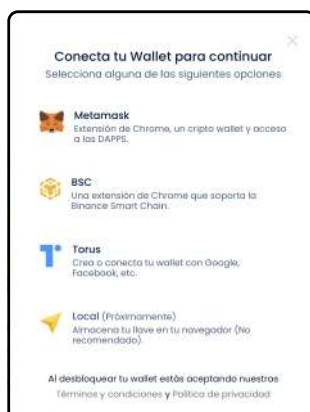 Conecta tu Wallet para continuar
Selecciona alguna de las siguientes opciones
Metamask
Extensión de Chrome, un cripto wallet y acceso
a las DAPPS.
BSC
Una extensión de Chrome que soporta la
Binance Smart Chain.
Torus
Crea o conecta tu wallet con Google,
Facebook, etc.
Local (Próximamente)
Almacena tu llave en tu navegador (No
recomendado).
Al desbloquear tu wallet estás aceptando nuestros
Términos y condiciones y Política de privacidad